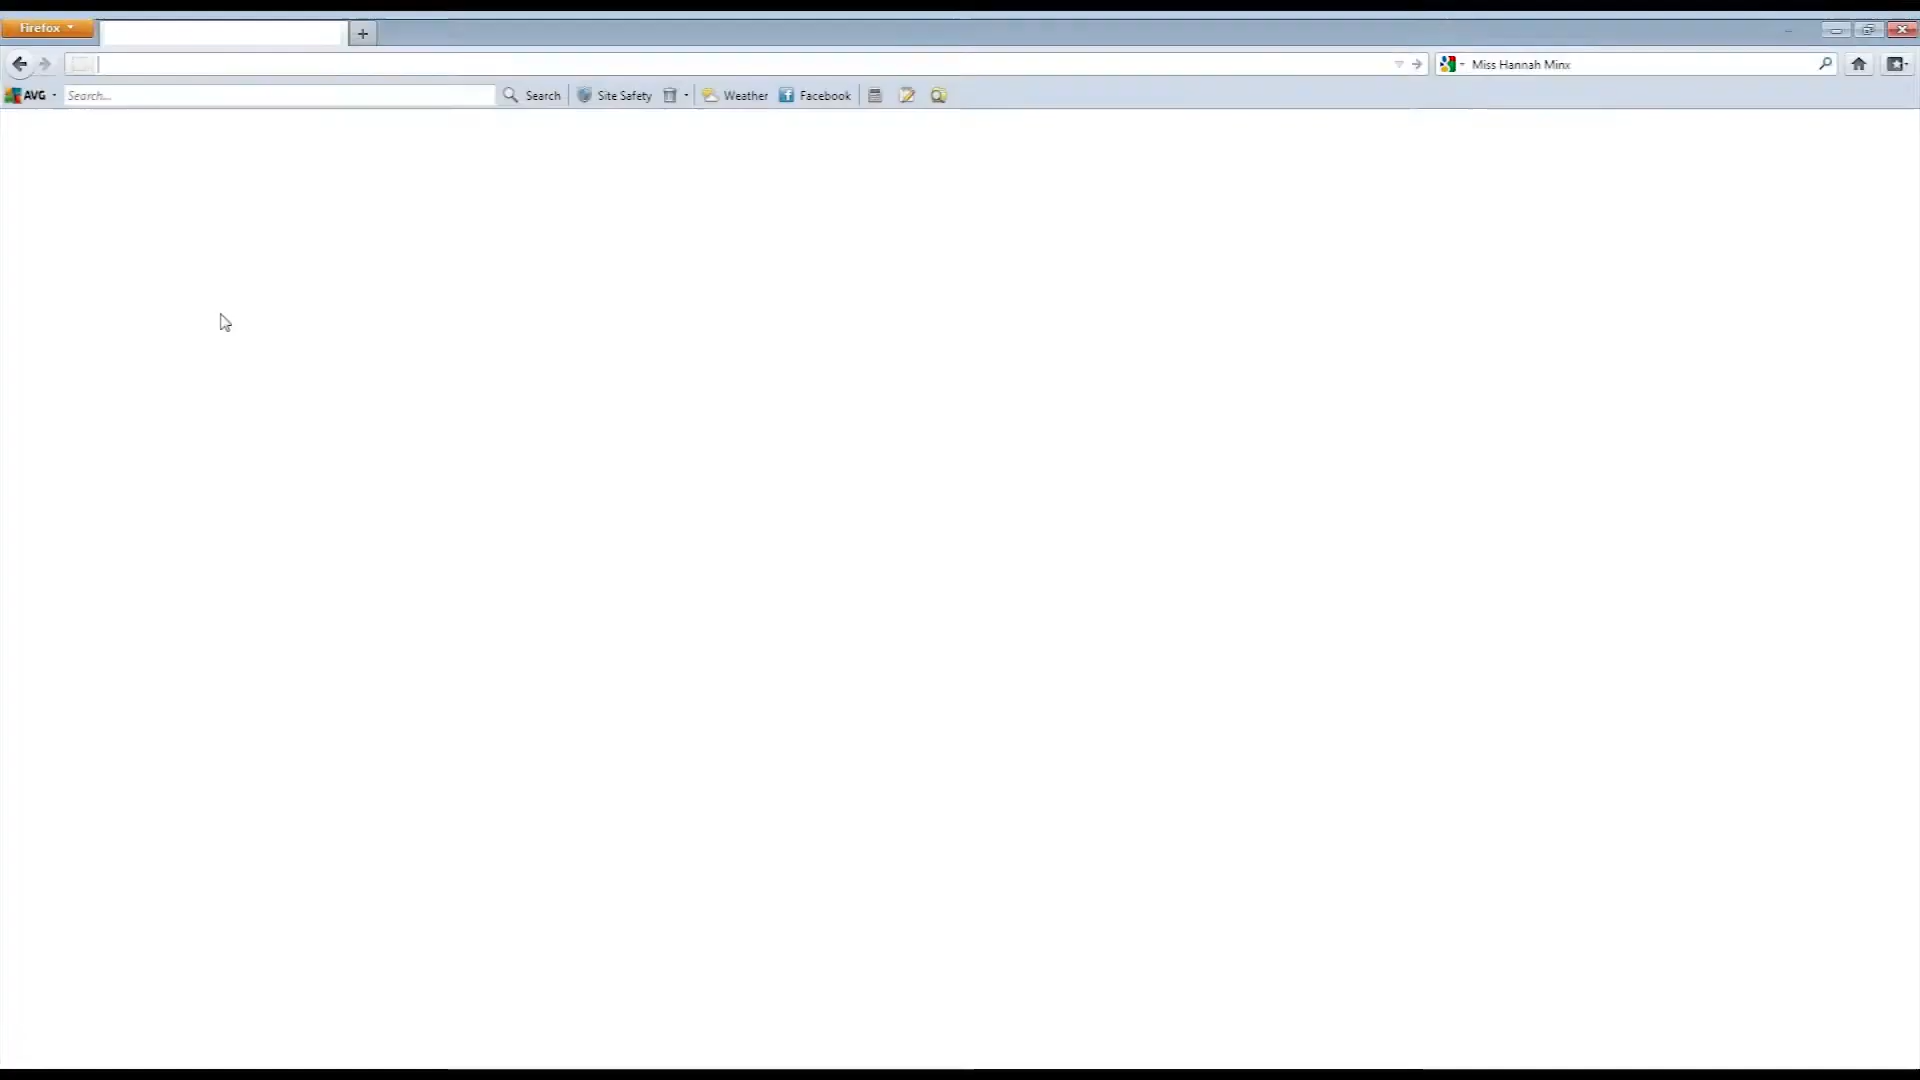 Firefox
Miss Hannah Minx
AVG Search... Search Site Safety Weather Facebook